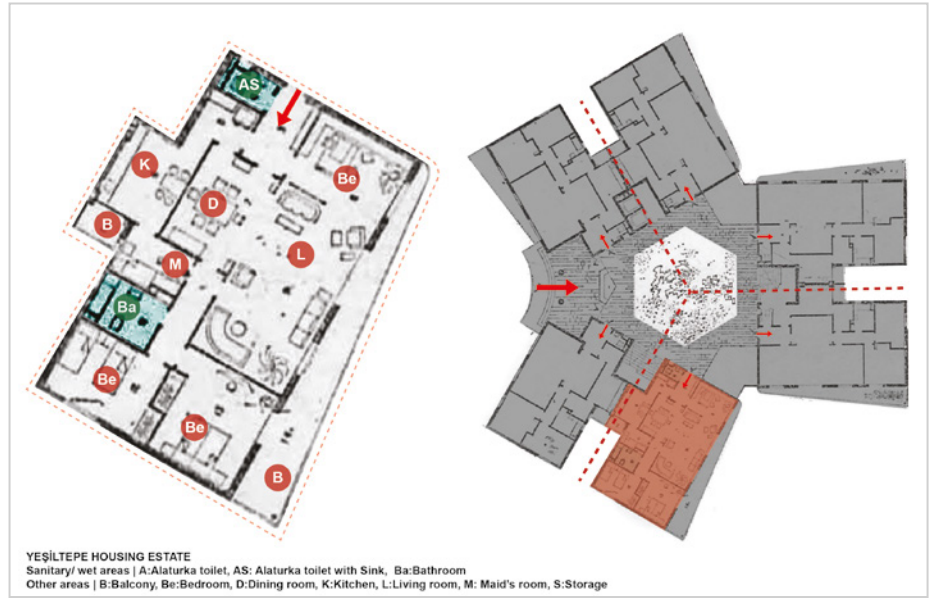 AS
K
Be
D
B
L
M
Ba
Be
Be
B
YEŞİLTEPE HOUSING ESTATE
Sanitary/ wet areas | A:Alaturka toilet, AS: Alaturka toilet with Sink, Ba:Bathroom
Other areas | B:Balcony, Be:Bedroom, D:Dining room, K:Kitchen, L:Living room, M: Maid's room, S:Storage